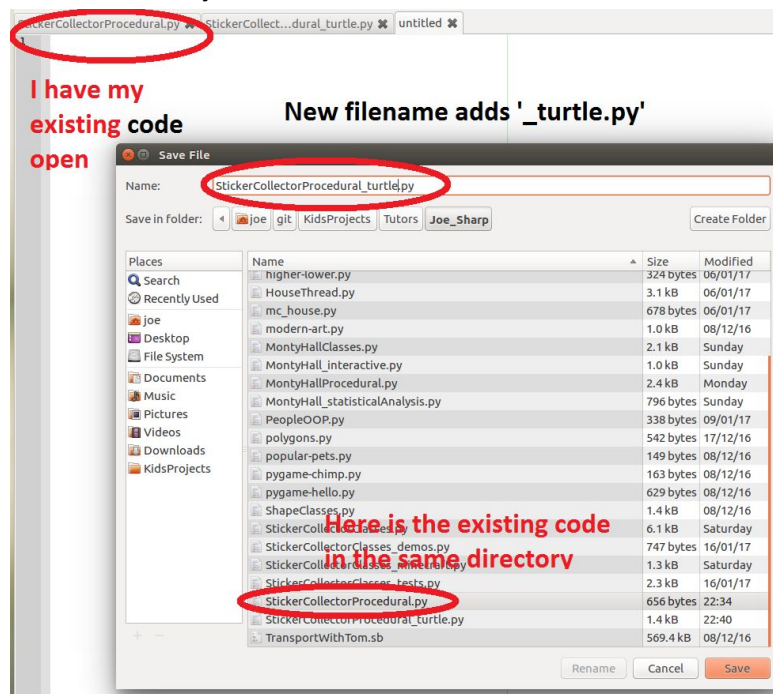 StickerCollectorProcedural.py ✖ StickerCollect...dural_turtle.py ✖ untitled ✖
1
I have my
existing code
open
New filename adds '_turtle.py'
Save File
Name: StickerCollectorProcedural_turtle.py
Save in folder: joe git KidsProjects Tutors Joe_Sharp Create Folder
Places Name Size Modified
Search
Recently Used
joe
Desktop
File System
Documents
Music
Pictures
Videos
Downloads
KidsProjects
higher-lower.py 324 bytes 06/01/17
HouseThread.py 3.1 kB 06/01/17
mc_house.py 678 bytes 06/01/17
modern-art.py 1.0 kB 08/12/16
MontyHallClasses.py 2.1 kB Sunday
MontyHall_interactive.py 1.0 kB Sunday
MontyHallProcedural.py 2.4 kB Monday
MontyHall_statisticalAnalysis.py 796 bytes Sunday
PeopleOOP.py 338 bytes 09/01/17
polygons.py 542 bytes 17/12/16
popular-pets.py 149 bytes 08/12/16
pygame-chimp.py 163 bytes 08/12/16
pygame-hello.py 629 bytes 08/12/16
ShapeClasses.py 1.4 kB 08/12/16
StickerCollectorClasses.py 6.1 kB Saturday
StickerCollectorClasses_demos.py 747 bytes 16/01/17
StickerCollectorClasses_minecraft.py 1.3 kB Saturday
StickerCollectorClasses_tests.py 2.3 kB 16/01/17
StickerCollectorProcedural.py 656 bytes 22:34
StickerCollectorProcedural_turtle.py 1.4 kB 22:40
TransportWithTom.sb 569.4 kB 08/12/16
Here is the existing code
in the same directory
Rename Cancel Save